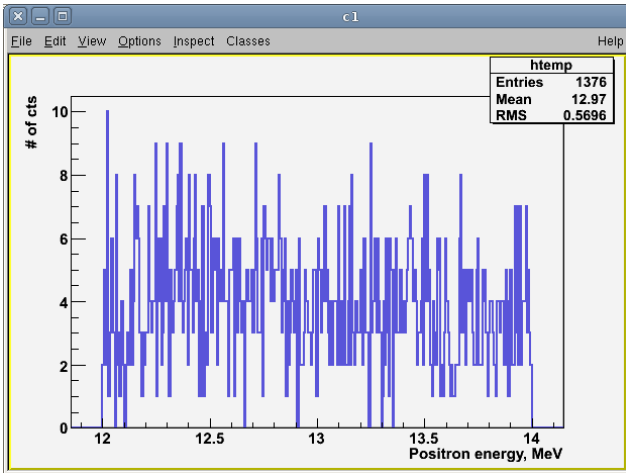 c1
File Edit View Options Inspect Classes Help
htemp
Entries 1376
Mean 12.97
RMS 0.5696
# of cts
10
8
6
4
2
0
12 12.5 13 13.5 14
Positron energy, MeV